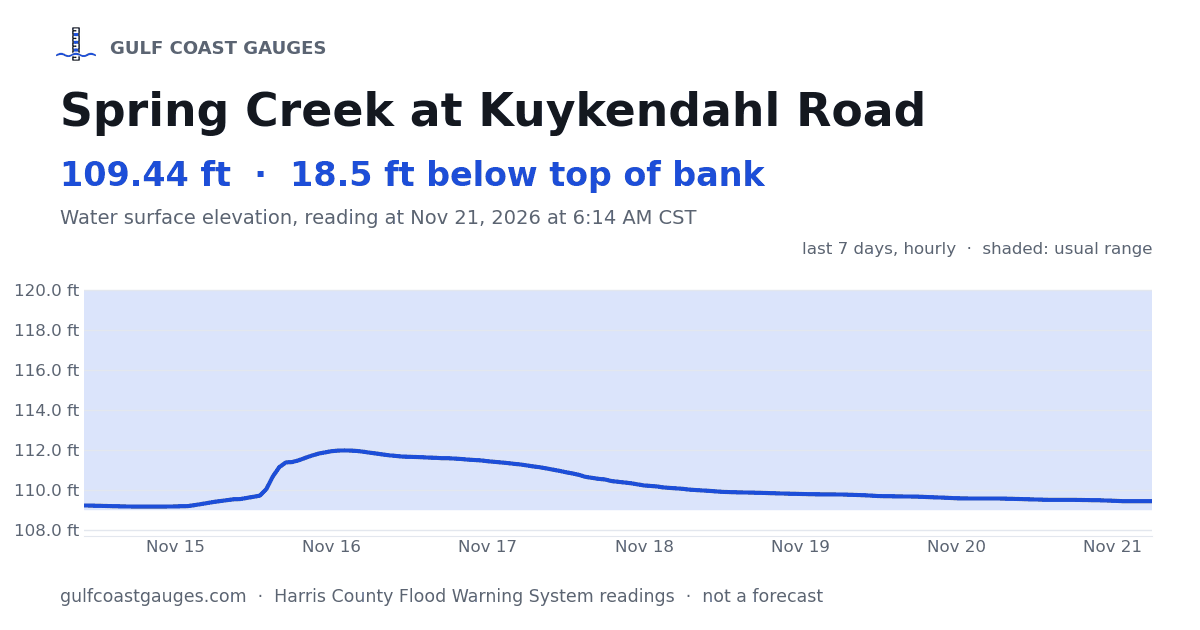 GULF COAST GAUGES
Spring Creek at Kuykendahl Road
109.44 ft · 18.5 ft below top of bank
Water surface elevation, reading at Nov 21, 2026 at 6:14 AM CST
last 7 days, hourly · shaded: usual range
120.0 ft
118.0 ft
116.0 ft
114.0 ft
112.0 ft
110.0 ft
108.0 ft
Nov 15 Nov 16 Nov 17 Nov 18 Nov 19 Nov 20 Nov 21
gulfcoastgauges.com · Harris County Flood Warning System readings · not a forecast